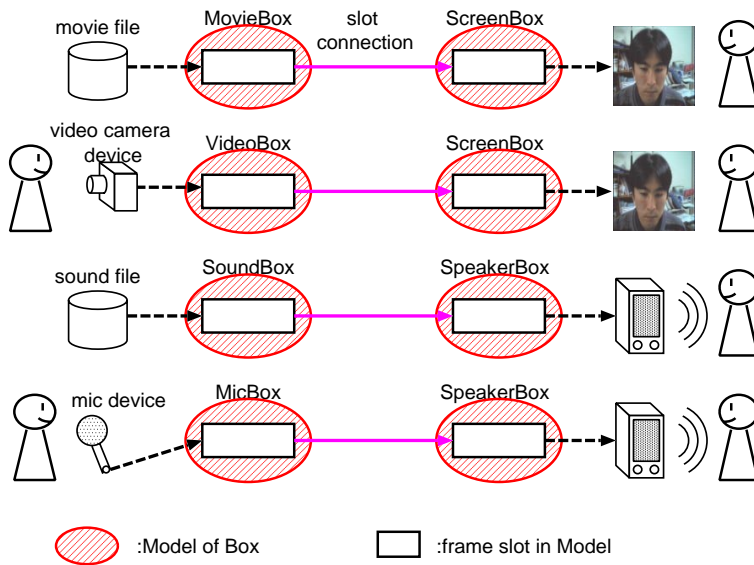 movie file
MovieBox
slot
connection
ScreenBox
video camera
device
VideoBox
ScreenBox
sound file
SoundBox
SpeakerBox
mic device
MicBox
SpeakerBox
:Model of Box
:frame slot in Model